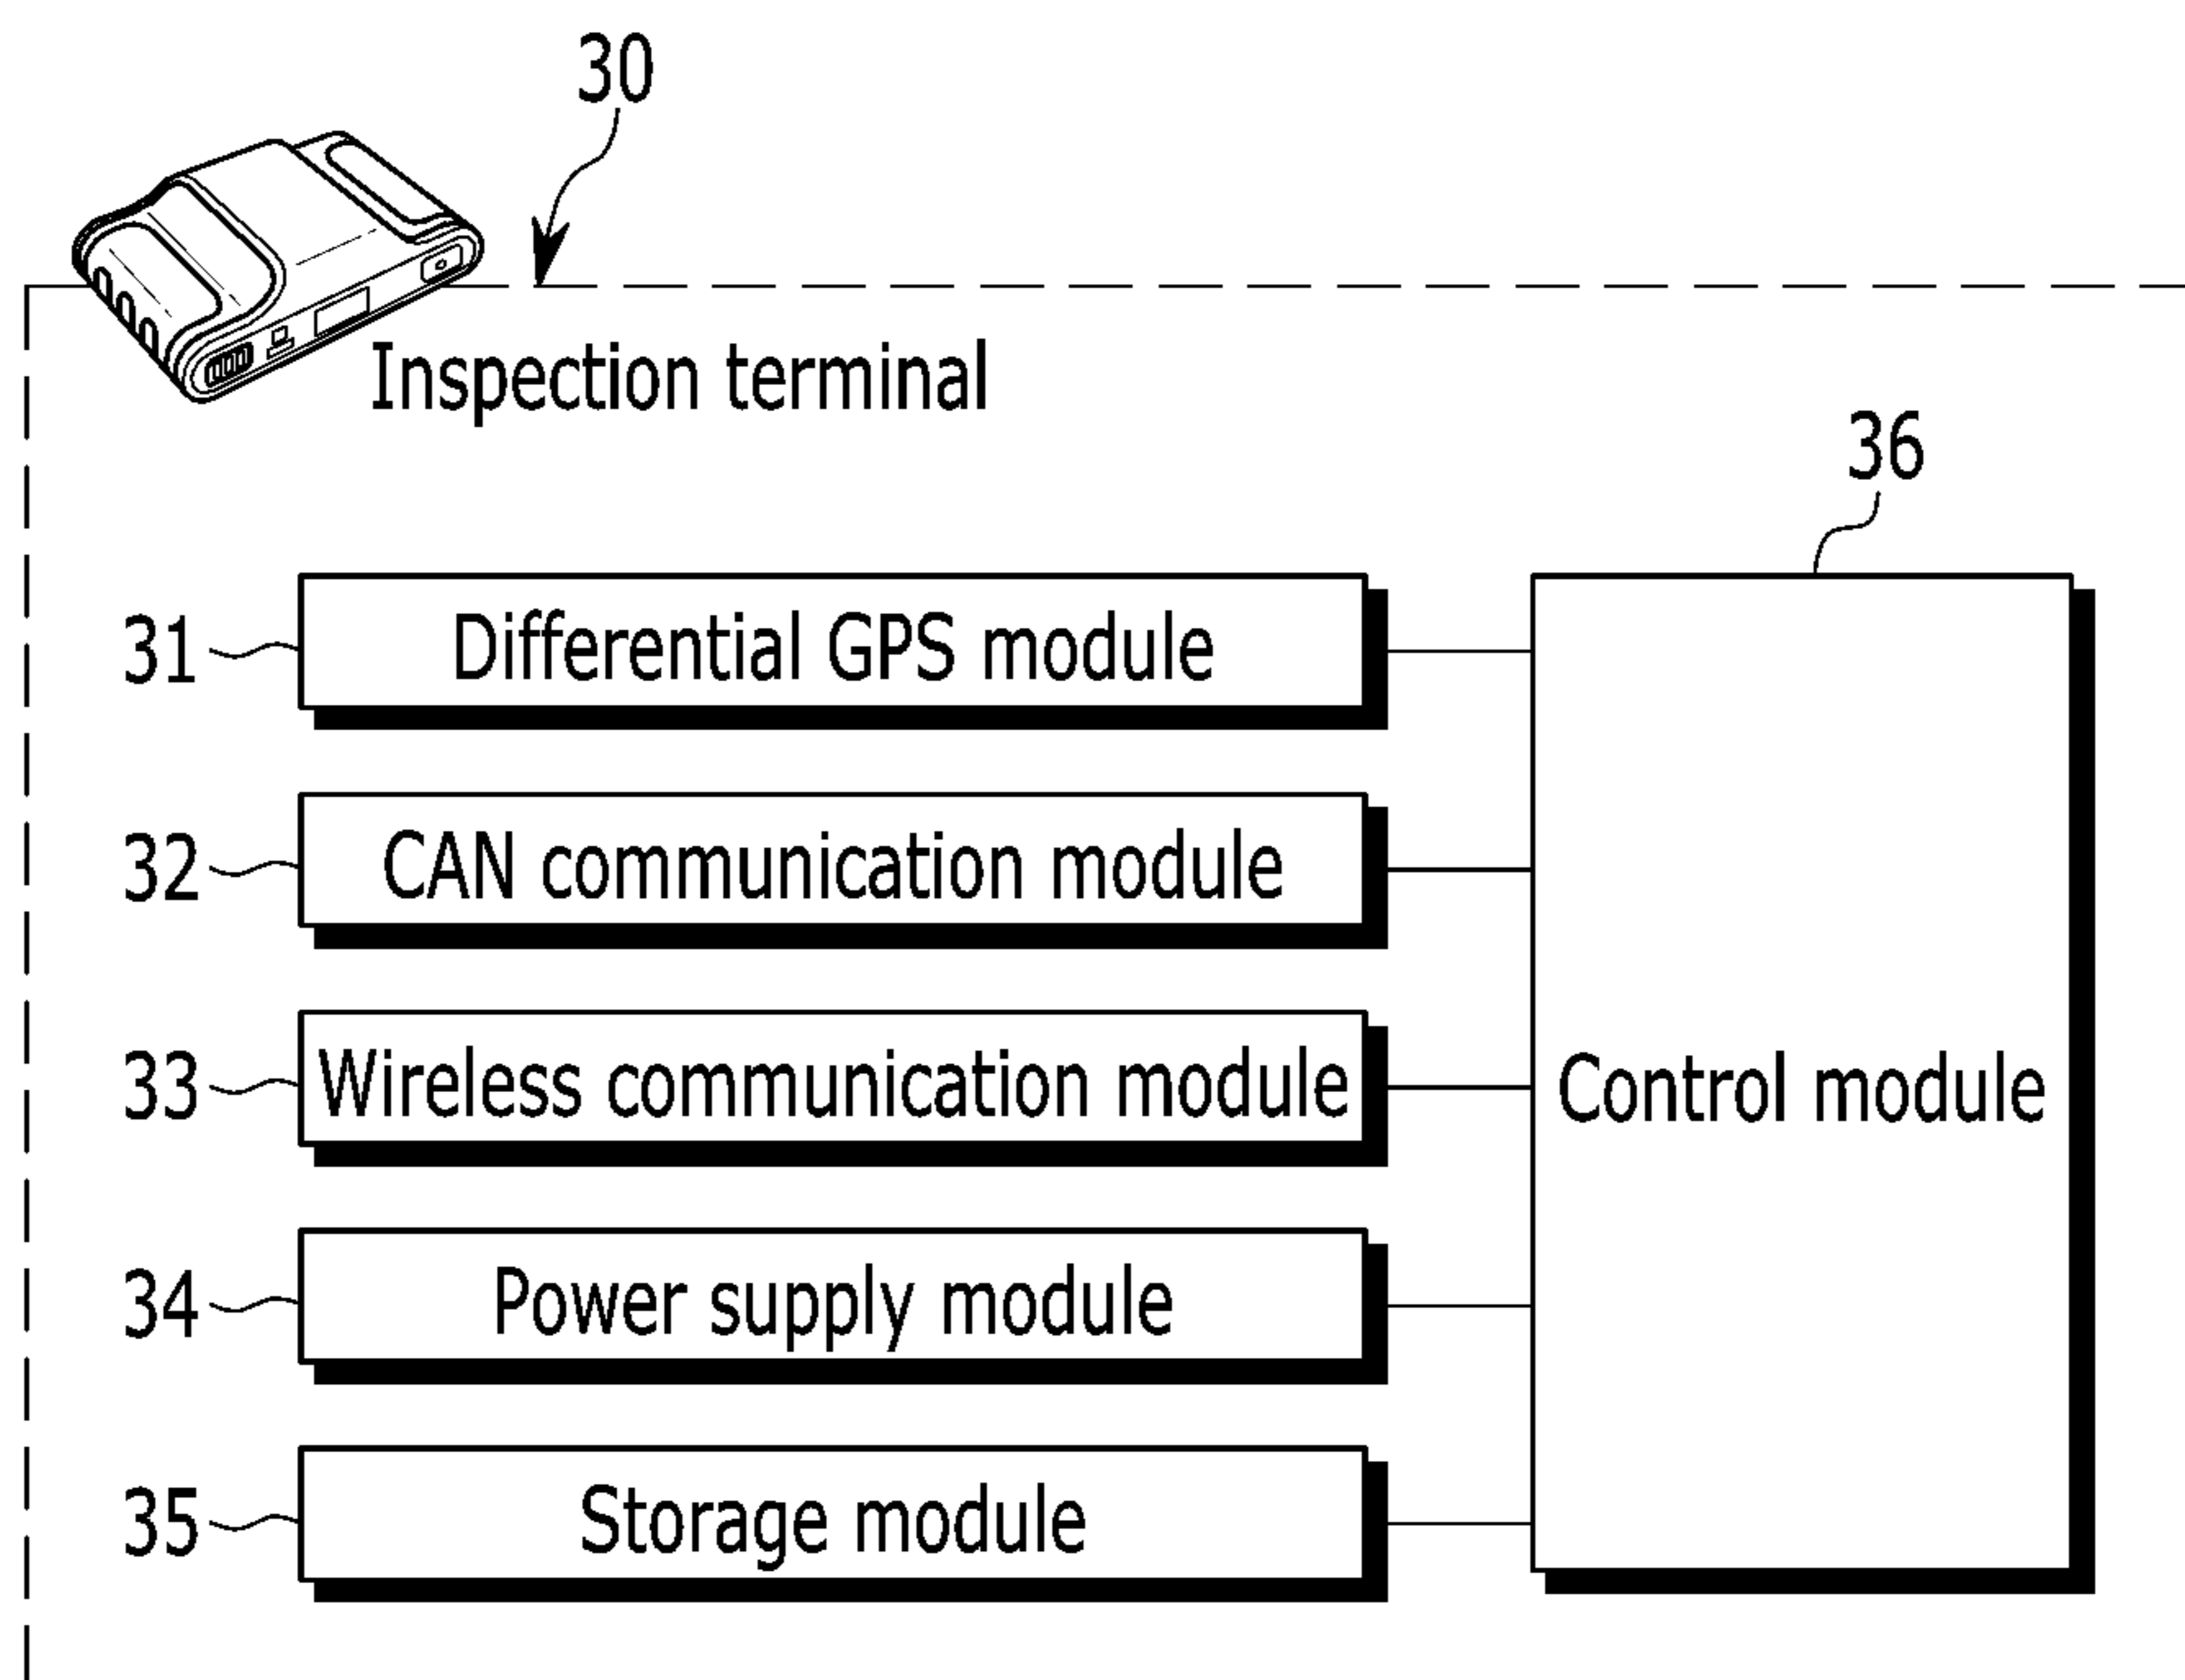 30
Inspection terminal
36
31 Differential GPS module
32 CAN communication module
33 Wireless communication module
Control module
34 Power supply module
35 Storage module